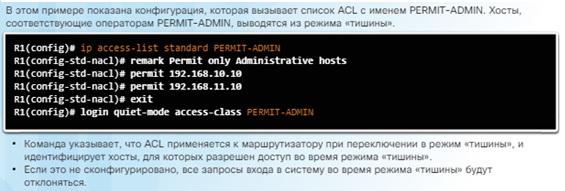 В этом примере показана конфигурация, которая вызывает список ACL с именем PERMIT-ADMIN. Хосты,
соответствующие операторам PERMIT-ADMIN, выводятся из режима «тишины».
R1(config)# ip access-list standard PERMIT-ADMIN
R1(config-std-nacl)# remark Permit only Administrative hosts
R1(config-std-nacl)# permit 192.168.10.10
R1(config-std-nacl)# permit 192.168.11.10
R1(config-std-nacl)# exit
R1(config)# login quiet-mode access-class PERMIT-ADMIN
• Команда указывает, что ACL применяется к маршрутизатору при переключении в режим «тишины», и
идентифицирует хосты, для которых разрешен доступ во время режима «тишины».
• Если это не сконфигурировано, все запросы входа в систему во время режима «тишины» будут
отклоняться.